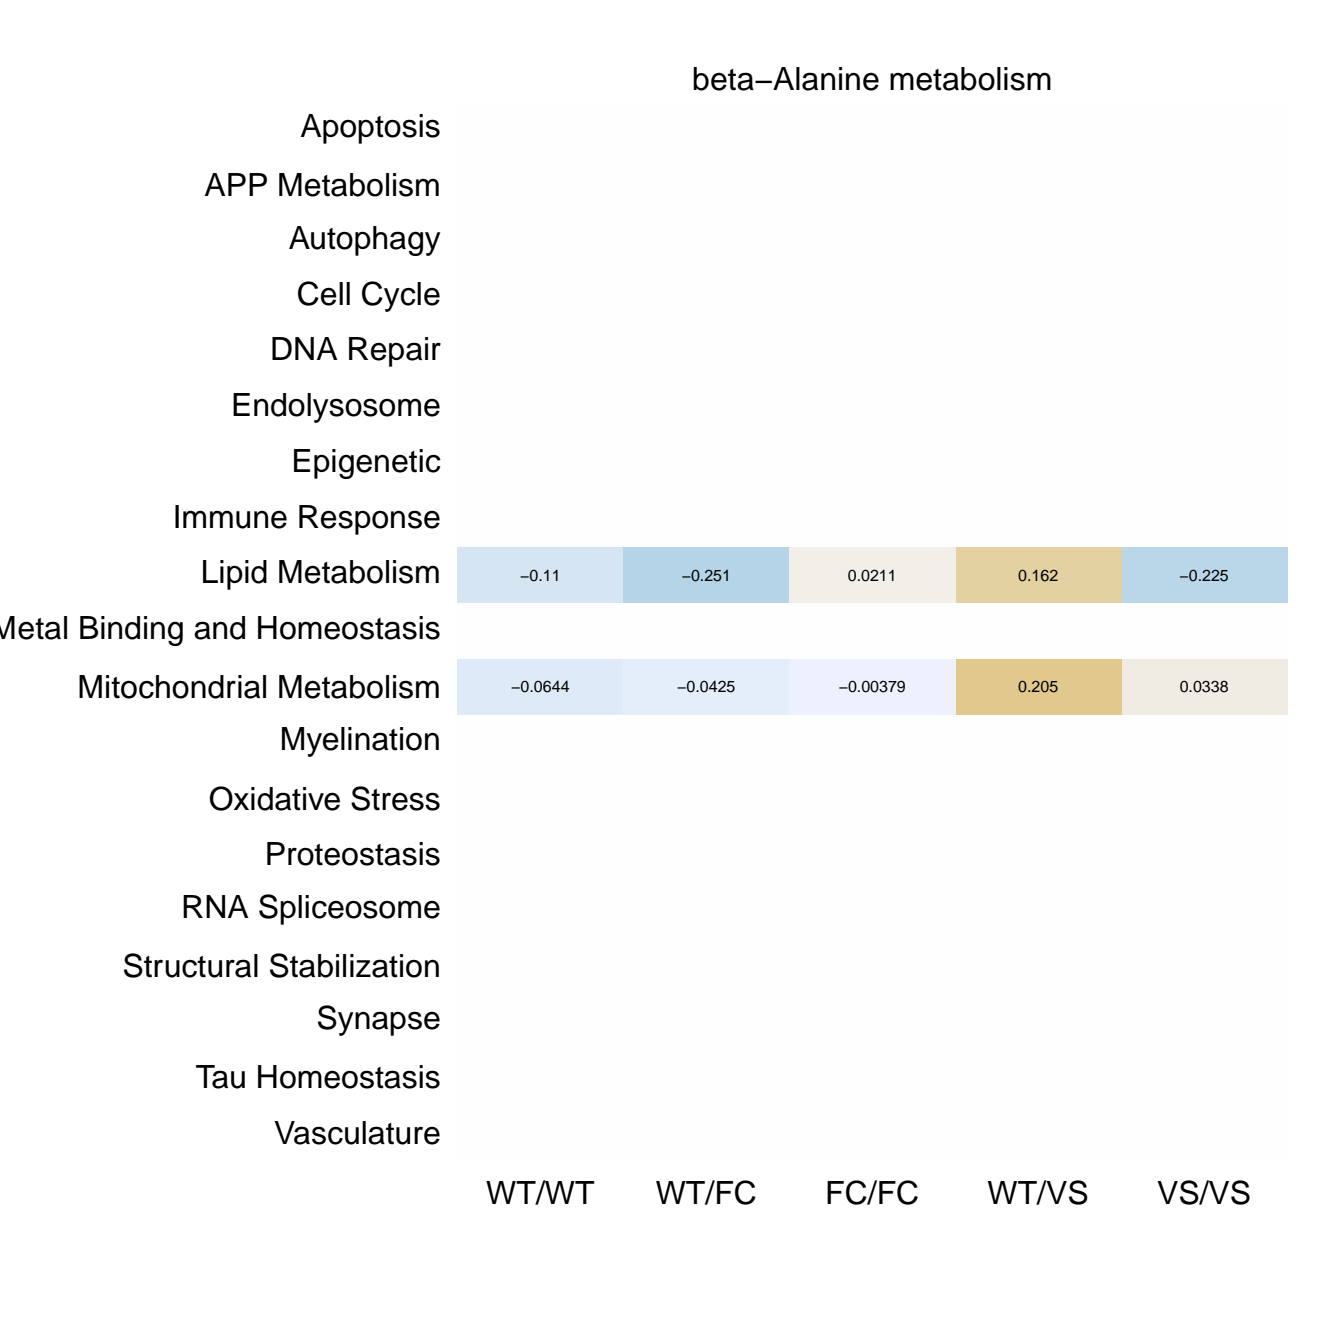 beta−Alanine metabolism
Apoptosis
APP Metabolism
Autophagy
Cell Cycle
DNA Repair
Endolysosome
Epigenetic
Immune Response
Lipid Metabolism −0.11 −0.251 0.0211 0.162 −0.225
Metal Binding and Homeostasis
Mitochondrial Metabolism −0.0644 −0.0425 −0.00379 0.205 0.0338
Myelination
Oxidative Stress
Proteostasis
RNA Spliceosome
Structural Stabilization
Synapse
Tau Homeostasis
Vasculature
WT/WT WT/FC FC/FC WT/VS VS/VS